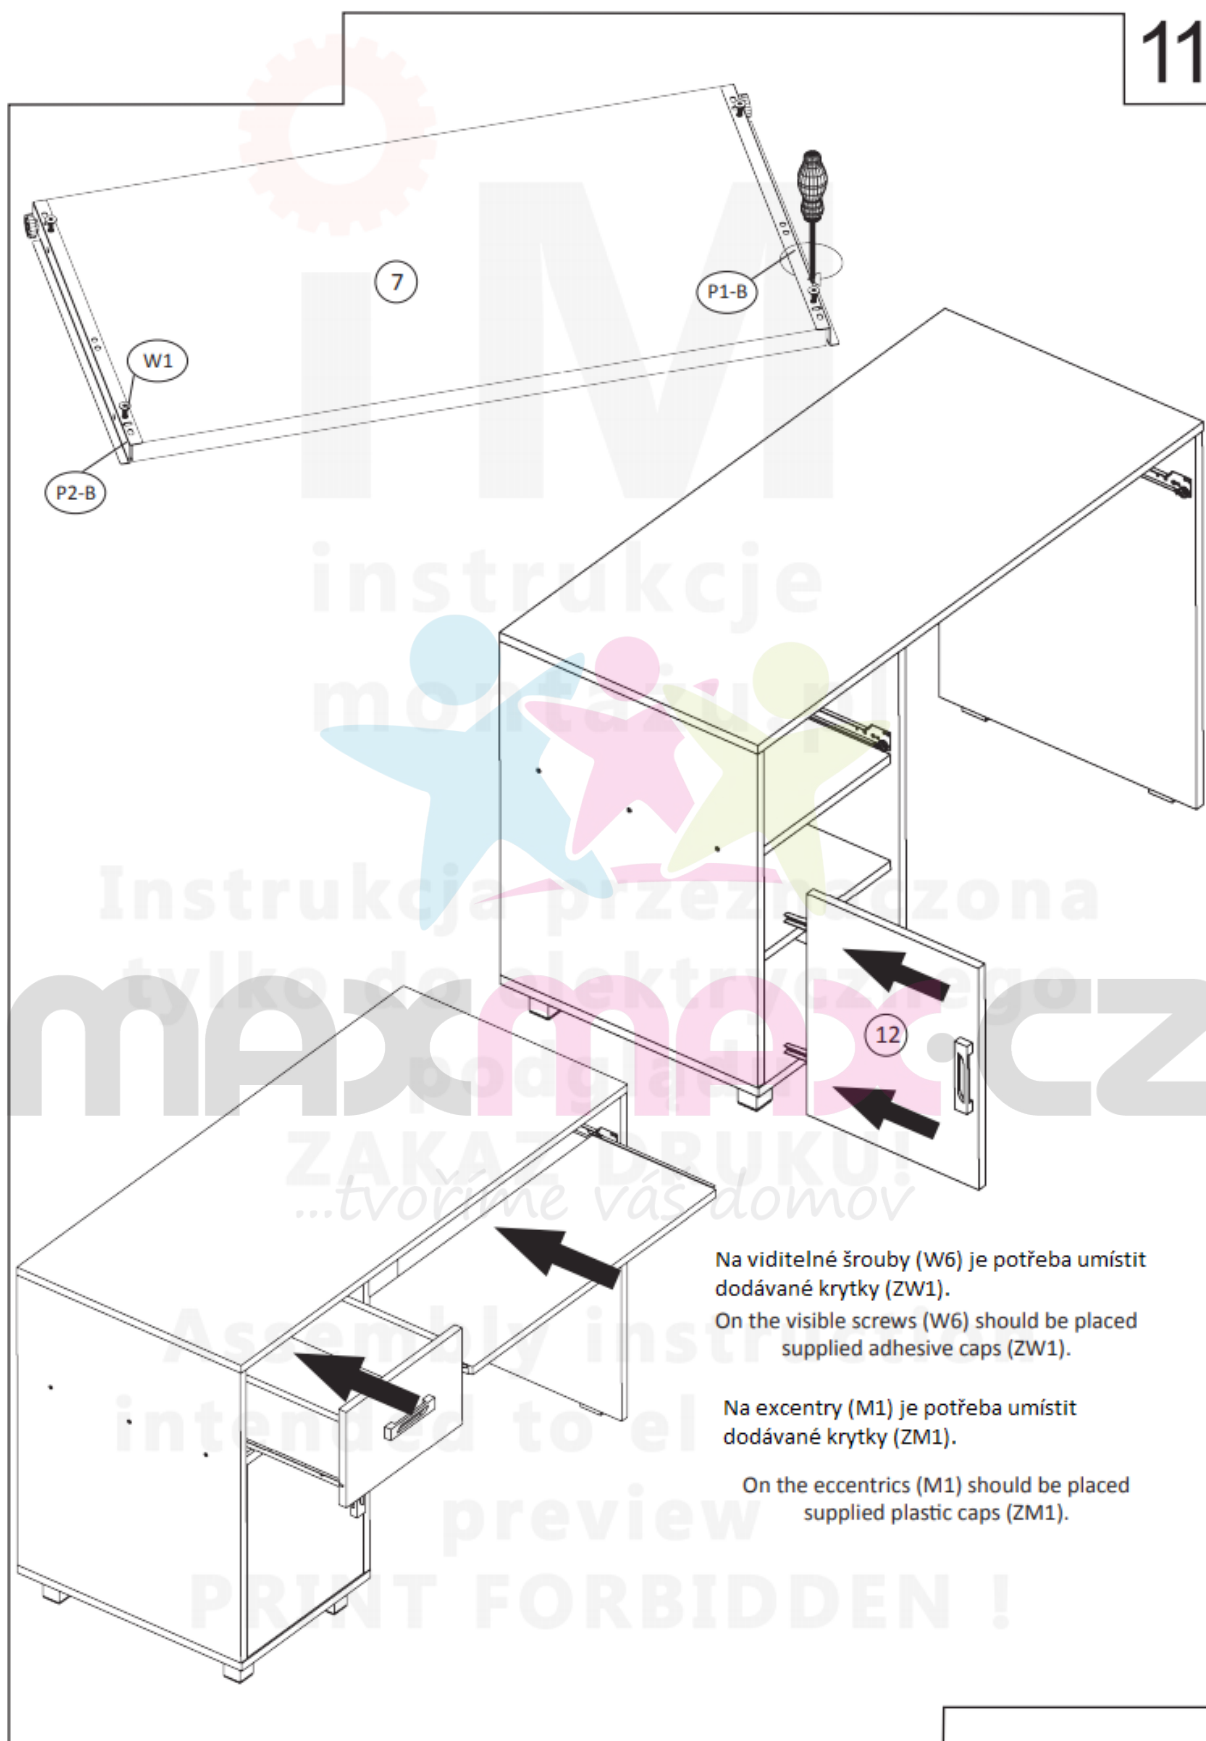 11
7
P1-B
W1
P2-B
iM
instrukcje
montażu.pl
Instrukcja przeznaczona
tylko do elektrycznego
podglądu
ZAKAZ DRUKU!
maxmax.cz
...tvoříme váš domov
12
Na viditelné šrouby (W6) je potřeba umístit
dodávané krytky (ZW1).
On the visible screws (W6) should be placed
supplied adhesive caps (ZW1).
Na excentry (M1) je potřeba umístit
dodávané krytky (ZM1).
On the eccentrics (M1) should be placed
supplied plastic caps (ZM1).
Assembly instruction
intended to el
preview
PRINT FORBIDDEN !